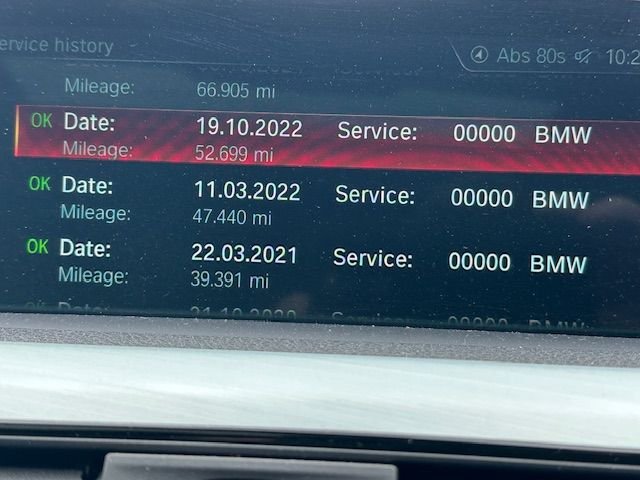 ervice history
Abs 80s 10:2
Mileage: 66.905 mi
OK Date: 19.10.2022 Service: 00000 BMW
Mileage: 52.699 mi
OK Date: 11.03.2022 Service: 00000 BMW
Mileage: 47.440 mi
OK Date: 22.03.2021 Service: 00000 BMW
Mileage: 39.391 mi